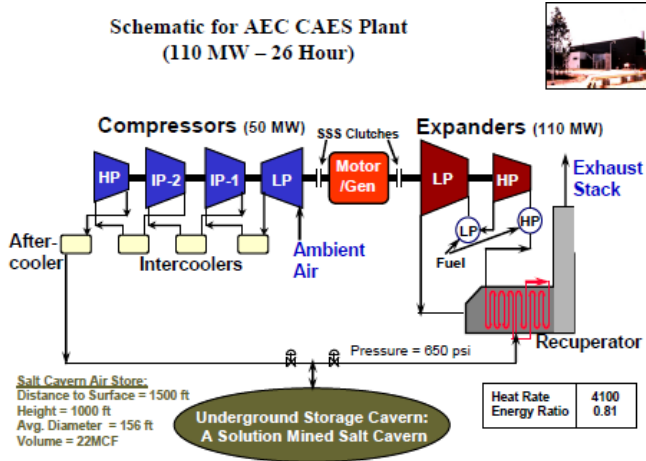 Schematic for AEC CAES Plant
(110 MW – 26 Hour)
Compressors (50 MW)
SSS Clutches
Expanders (110 MW)
HP
IP-2
IP-1
LP
Motor
/Gen
LP
HP
Exhaust
Stack
LP
HP
After-
cooler
Intercoolers
Ambient
Air
Fuel
Recuperator
Pressure = 650 psi
Salt Cavern Air Store:
Distance to Surface = 1500 ft
Height = 1000 ft
Avg. Diameter = 156 ft
Volume = 22MCF
Underground Storage Cavern:
A Solution Mined Salt Cavern
Heat Rate 4100
Energy Ratio 0.81